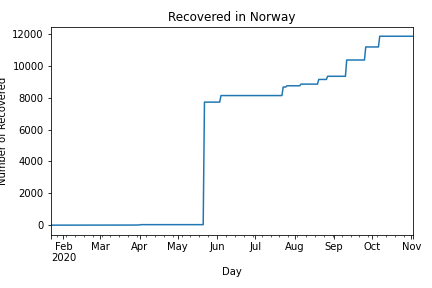 Recovered in Norway
12000
10000
8000
6000
4000
2000
0
Number of Recovered
Feb Mar Apr May Jun Jul Aug Sep Oct Nov
2020
Day